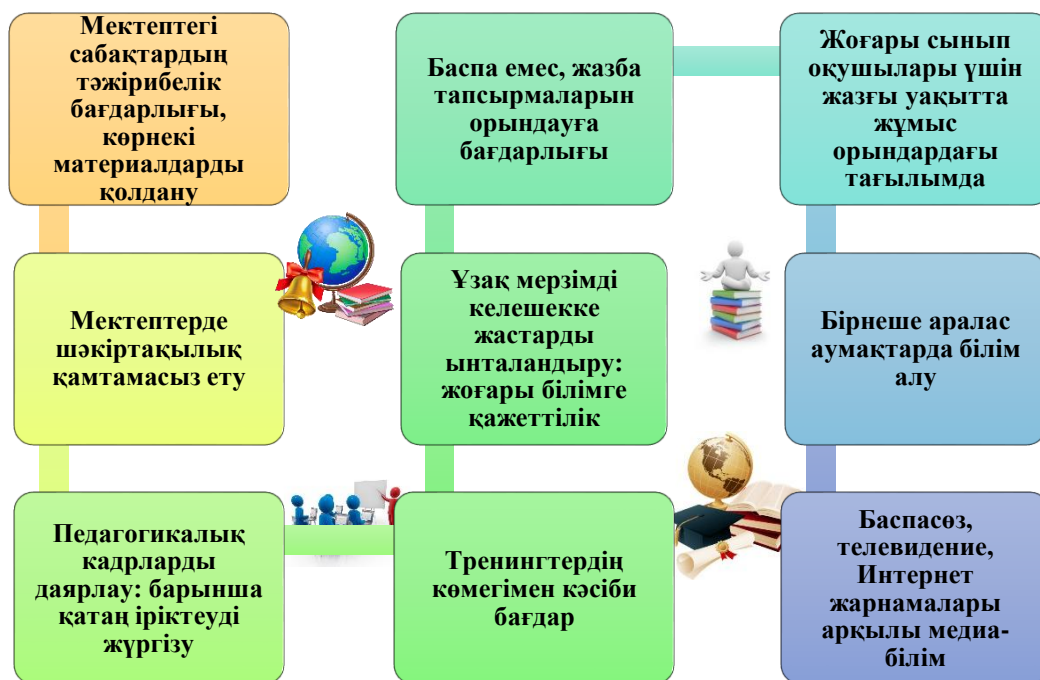 Мектептегі
сабақтардың
тәжірибелік
бағдарлығы,
көрнекі
материалдарды
қолдану
Мектептерде
шәкіртақылық
қамтамасыз ету
Педагогикалық
кадрларды
даярлау: барынша
қатаң іріктеуді
жүргізу
Тренингтердің
көмегімен кәсіби
бағдар
Ұзақ мерзімді
келешекке
жастарды
ынталандыру:
жоғары білімге
қажеттілік
Баспа емес, жазба
тапсырмаларын
орындауға
бағдарлығы
Жоғары сынып
оқушылары үшін
жазғы уақытта
жұмыс
орындардағы
тағылымда
Бірнеше аралас
аумақтарда білім
алу
Баспасөз,
телевидение,
Интернет
жарнамалары
арқылы медиа-
білім